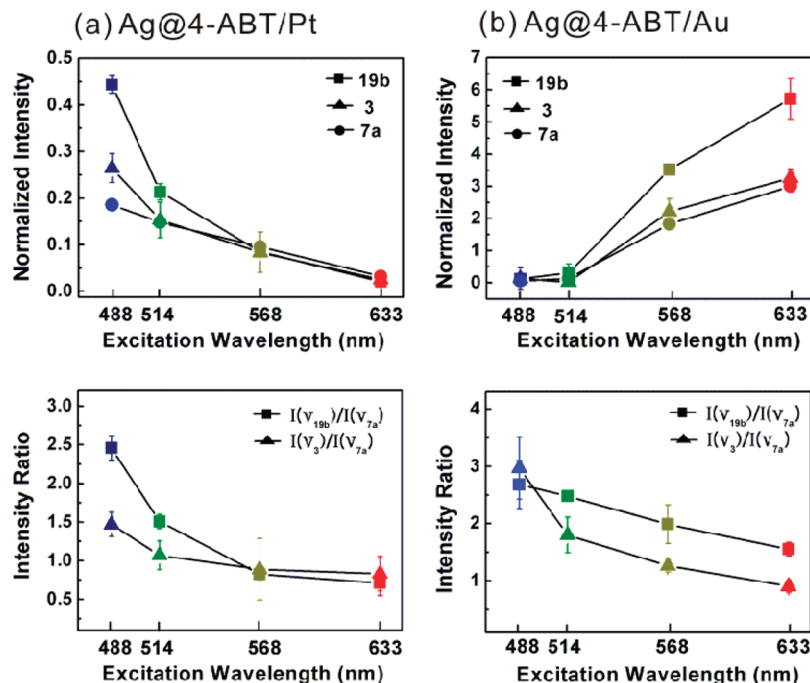 (a) Ag@4-ABT/Pt
0.5
0.4
0.3
0.2
0.1
0.0
Normalized Intensity
19b
3
7a
488 514 568 633
Excitation Wavelength (nm)
(b) Ag@4-ABT/Au
7
6
5
4
3
2
1
0
Normalized Intensity
19b
3
7a
488 514 568 633
Excitation Wavelength (nm)
3.0
2.5
2.0
1.5
1.0
0.5
Intensity Ratio
I(ν19b)/I(ν7a)
I(ν3)/I(ν7a)
488 514 568 633
Excitation Wavelength (nm)
4
3
2
1
Intensity Ratio
I(ν19b)/I(ν7a)
I(ν3)/I(ν7a)
488 514 568 633
Excitation Wavelength (nm)